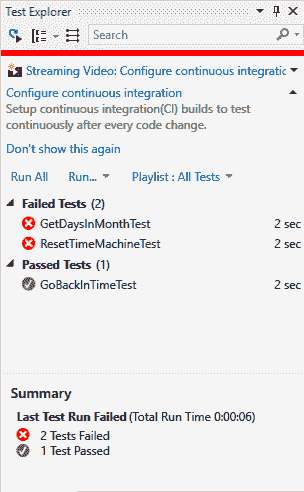 Test Explorer
Search
Streaming Video: Configure continuous integratic
Configure continuous integration
Setup continuous integration(CI) builds to test
continuously after every code change.
Don't show this again
Run All Run... Playlist : All Tests
Failed Tests (2)
GetDaysInMonthTest 2 sec
ResetTimeMachineTest 2 sec
Passed Tests (1)
GoBackInTimeTest 2 sec
Summary
Last Test Run Failed (Total Run Time 0:00:06)
2 Tests Failed
1 Test Passed